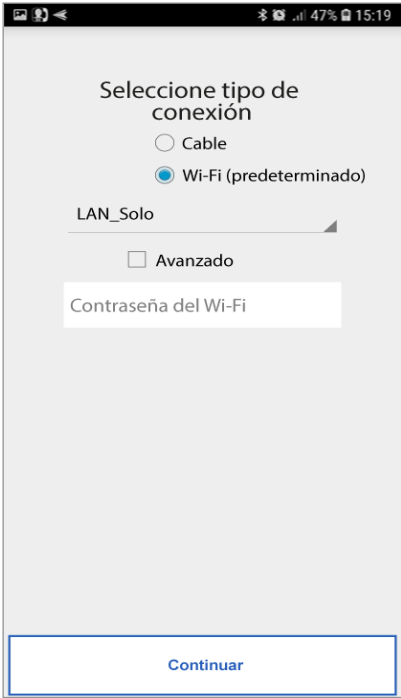 47% 15:19
Seleccione tipo de
conexión
Cable
Wi-Fi (predeterminado)
LAN_Solo
Avanzado
Contraseña del Wi-Fi
Continuar